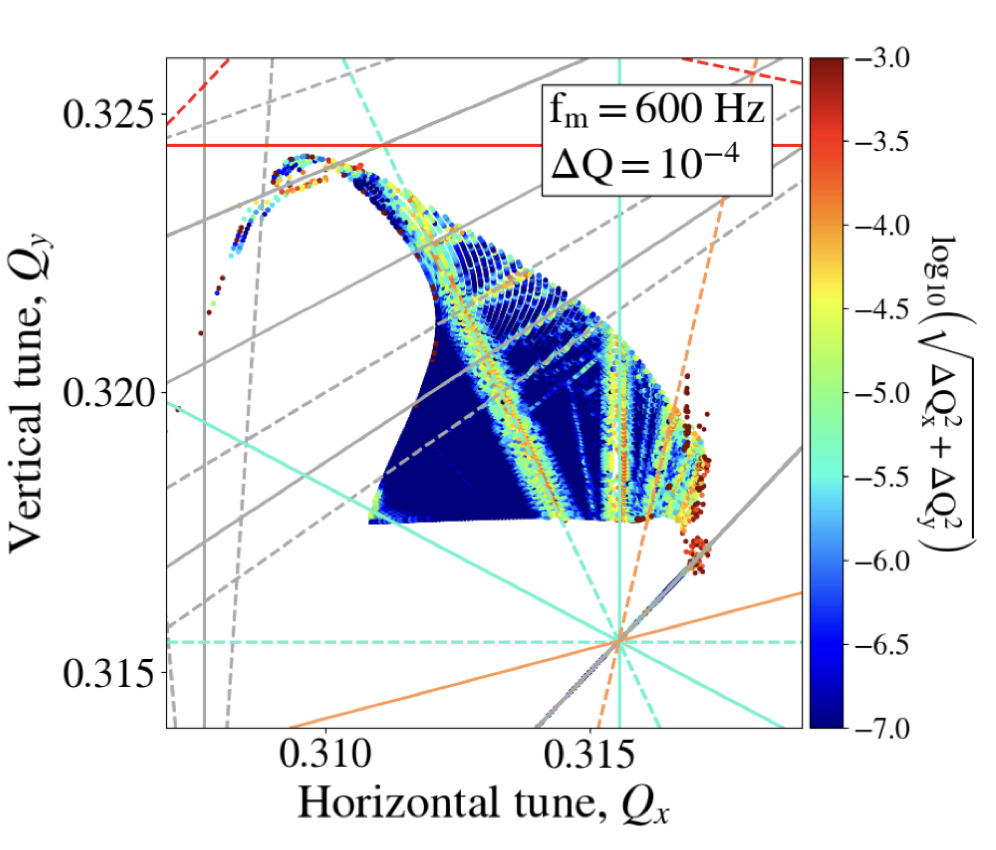 f_m = 600 Hz
ΔQ = 10⁻⁴
0.325
0.320
0.315
Vertical tune, Q_y
0.310
0.315
Horizontal tune, Q_x
−3.0
−3.5
−4.0
−4.5
−5.0
−5.5
−6.0
−6.5
−7.0
log₁₀(√ΔQ_x² + ΔQ_y²)